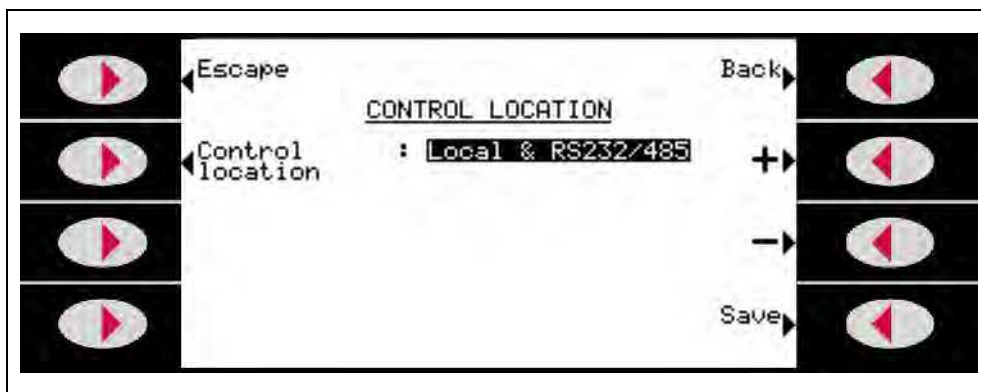 Escape
Back
CONTROL LOCATION
Control location
: Local & RS232/485
+
−
Save